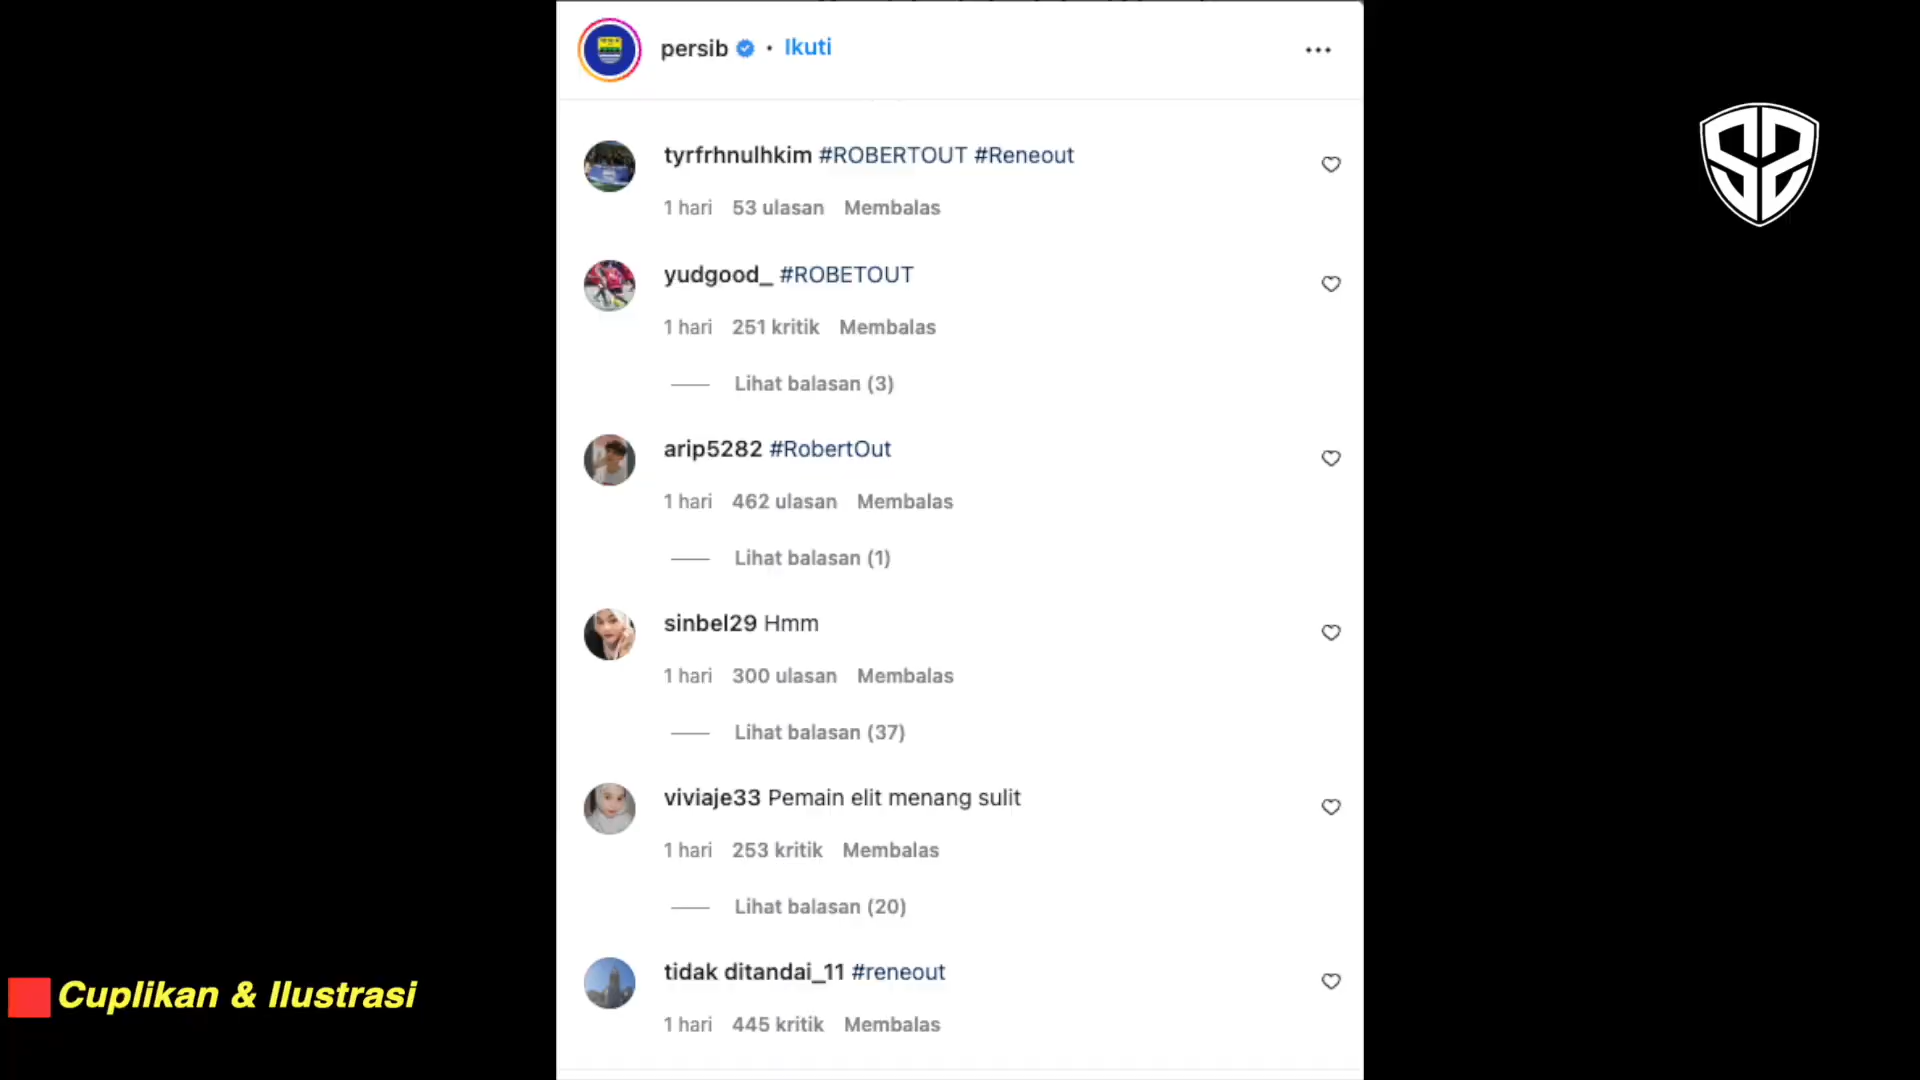 persib • Ikuti
tyrfrhnulhkim #ROBERTOUT #Reneout
1 hari 53 ulasan Membalas
yudgood_ #ROBETOUT
1 hari 251 kritik Membalas
Lihat balasan (3)
arip5282 #RobertOut
1 hari 462 ulasan Membalas
Lihat balasan (1)
sinbel29 Hmm
1 hari 300 ulasan Membalas
Lihat balasan (37)
viviaje33 Pemain elit menang sulit
1 hari 253 kritik Membalas
Lihat balasan (20)
tidak ditandai_11 #reneout
1 hari 445 kritik Membalas
Cuplikan & Ilustrasi